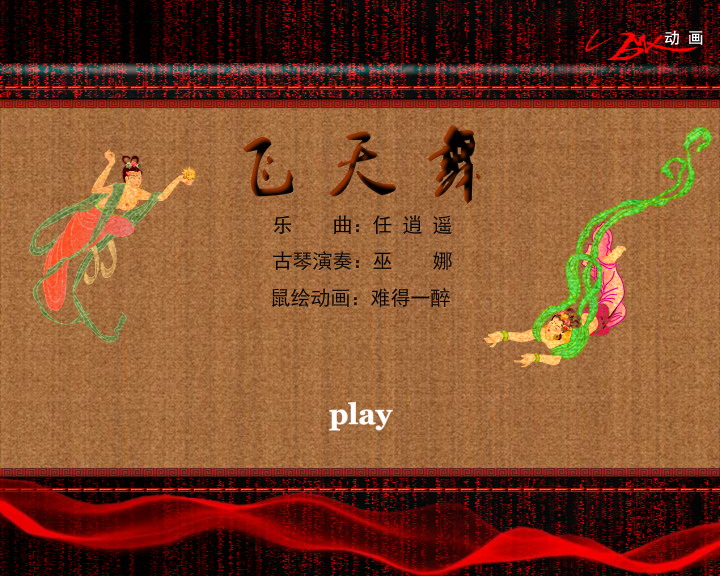 动 画
飞 天 舞
乐 曲：任 逍 遥
古琴演奏：巫 娜
鼠绘动画：难得一醉
play